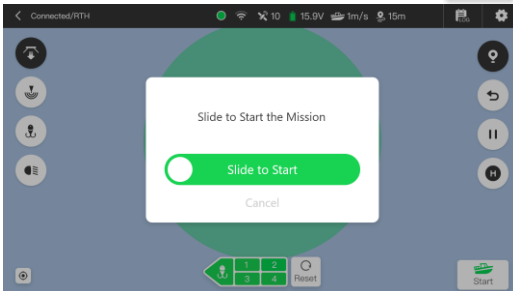 Connected/RTH 10 15.9V 1m/s 15m LOG
Slide to Start the Mission
Slide to Start
Cancel
H
1 2
3 4
Reset
Start